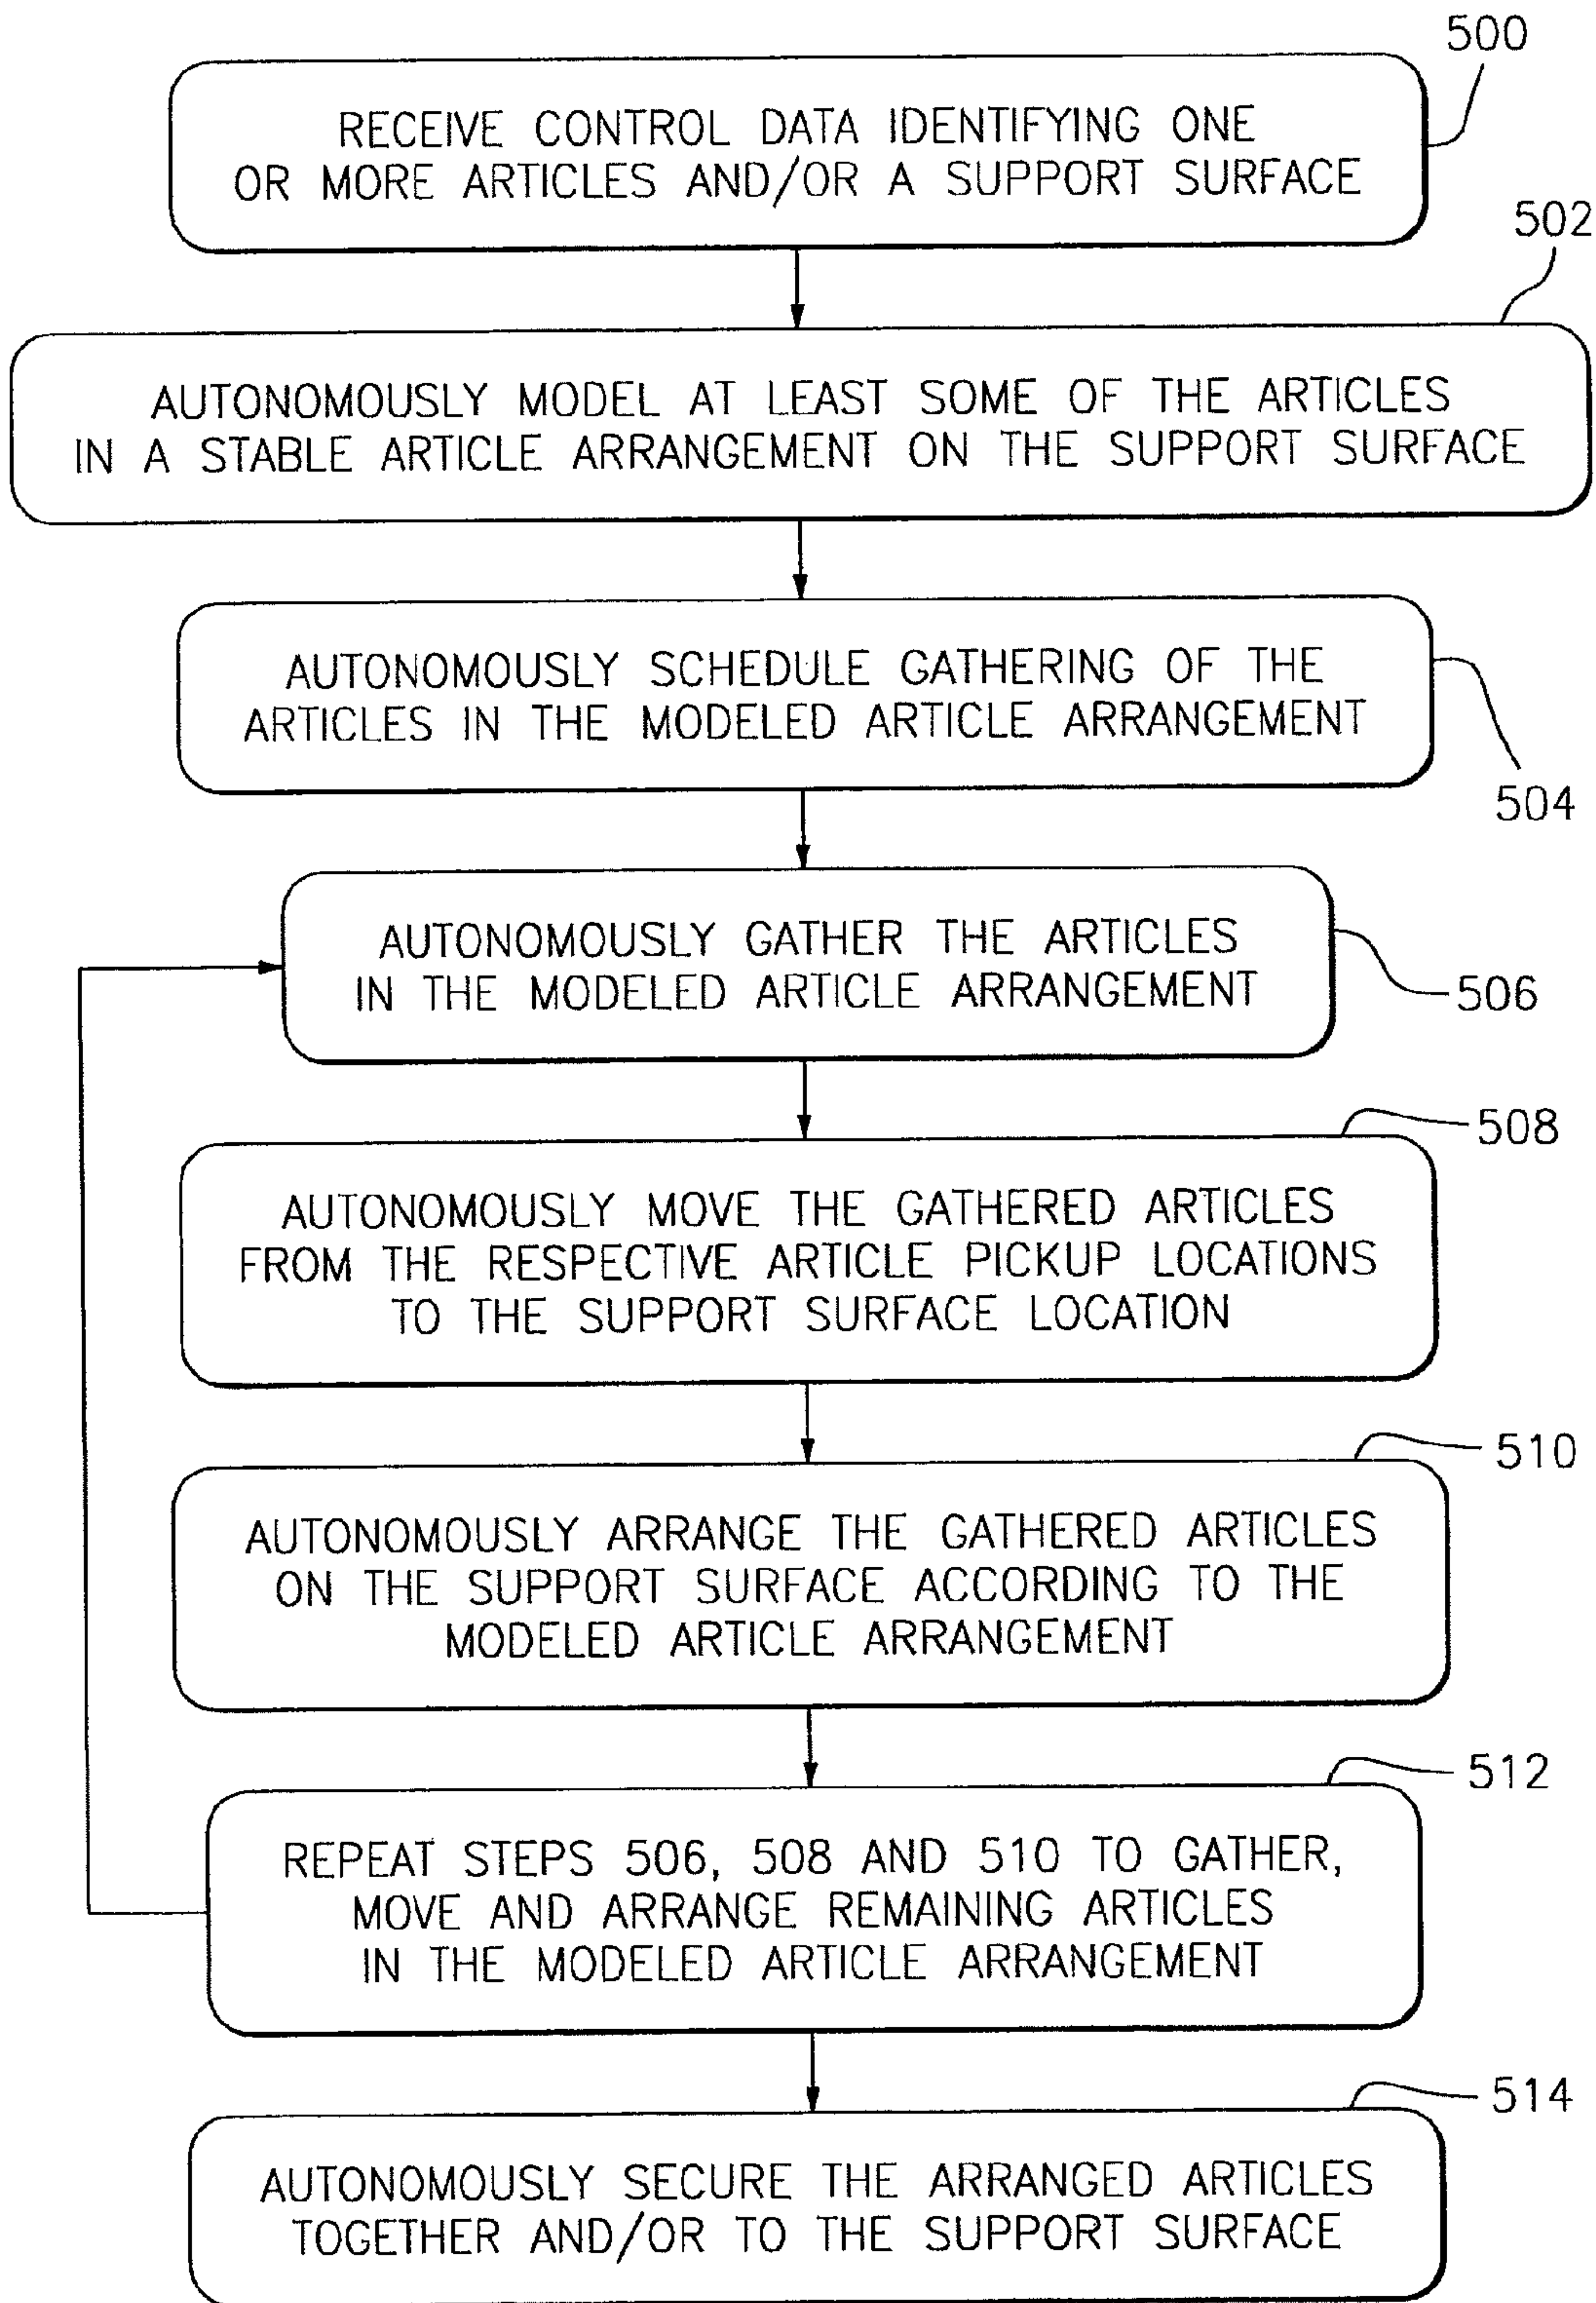 500
RECEIVE CONTROL DATA IDENTIFYING ONE
OR MORE ARTICLES AND/OR A SUPPORT SURFACE
502
AUTONOMOUSLY MODEL AT LEAST SOME OF THE ARTICLES
IN A STABLE ARTICLE ARRANGEMENT ON THE SUPPORT SURFACE
AUTONOMOUSLY SCHEDULE GATHERING OF THE
ARTICLES IN THE MODELED ARTICLE ARRANGEMENT
504
AUTONOMOUSLY GATHER THE ARTICLES
IN THE MODELED ARTICLE ARRANGEMENT
506
508
AUTONOMOUSLY MOVE THE GATHERED ARTICLES
FROM THE RESPECTIVE ARTICLE PICKUP LOCATIONS
TO THE SUPPORT SURFACE LOCATION
510
AUTONOMOUSLY ARRANGE THE GATHERED ARTICLES
ON THE SUPPORT SURFACE ACCORDING TO THE
MODELED ARTICLE ARRANGEMENT
512
REPEAT STEPS 506, 508 AND 510 TO GATHER,
MOVE AND ARRANGE REMAINING ARTICLES
IN THE MODELED ARTICLE ARRANGEMENT
514
AUTONOMOUSLY SECURE THE ARRANGED ARTICLES
TOGETHER AND/OR TO THE SUPPORT SURFACE